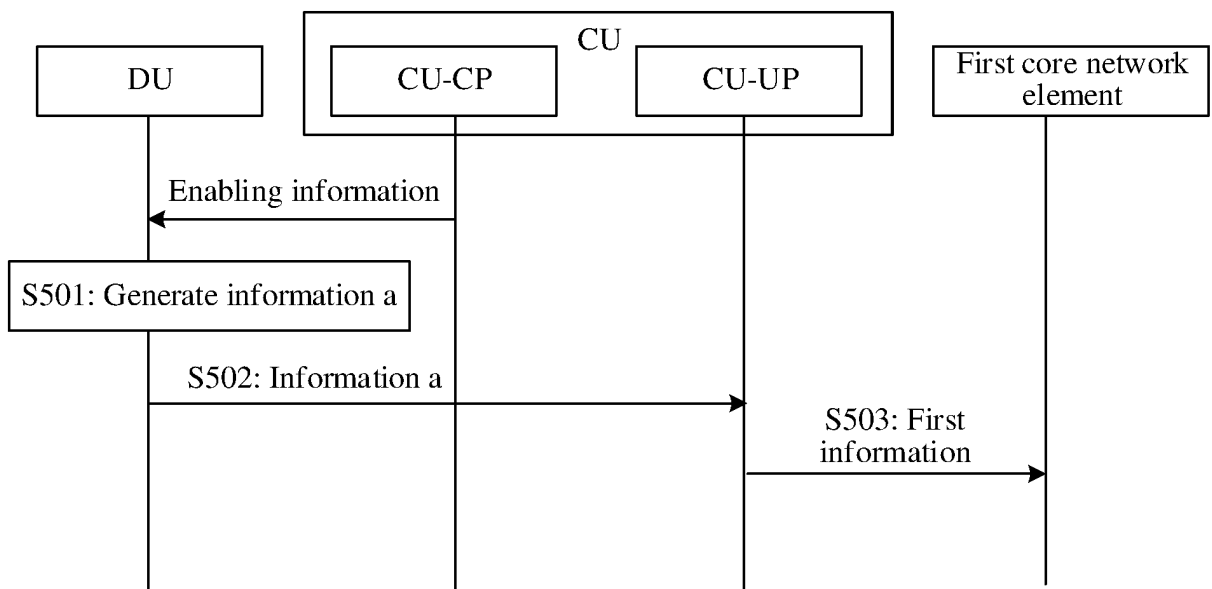 CU
DU
CU-CP
CU-UP
First core network
element
Enabling information
S501: Generate information a
S502: Information a
S503: First
information